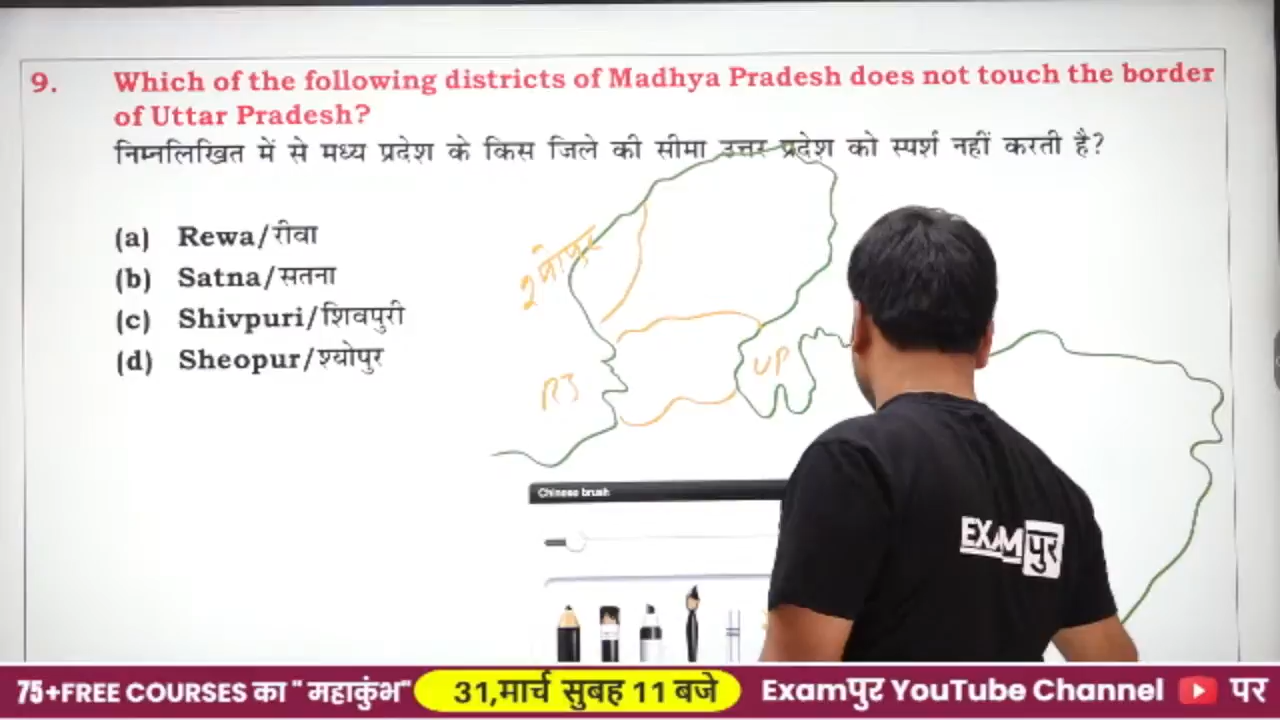 9. Which of the following districts of Madhya Pradesh does not touch the border
of Uttar Pradesh?
निम्नलिखित में से मध्य प्रदेश के किस जिले की सीमा उत्तर प्रदेश को स्पर्श नहीं करती है?
(a) Rewa/रीवा
(b) Satna/सतना
(c) Shivpuri/शिवपुरी
(d) Sheopur/श्योपुर
RJ
UP
Chinese brush
EXAMपुर
75+FREE COURSES का " महाकुंभ" 31,मार्च सुबह 11 बजे Examपुर YouTube Channel पर